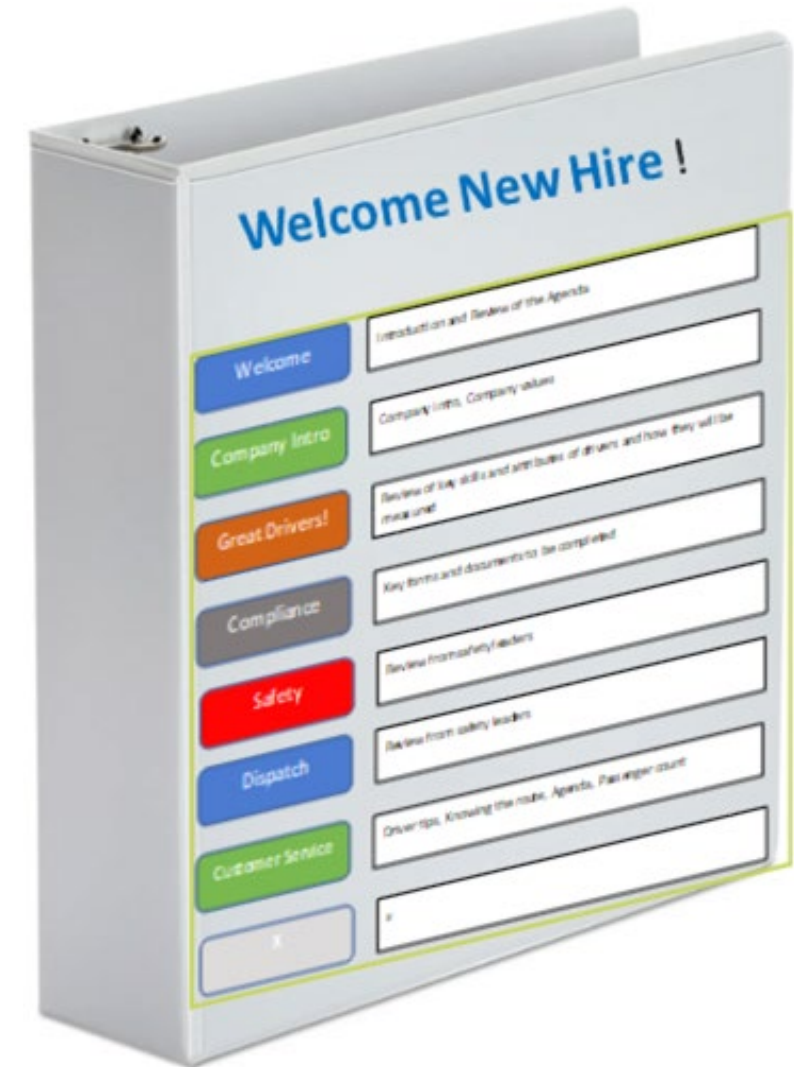 Welcome New Hire !
Welcome
Introduction and Review of the Agenda
Company Intro
Company Intro, Company values
Great Drivers!
Review of key skills and attributes of drivers and how they will be
measured
Compliance
Key forms and documents to be completed
Safety
Review from safety leaders
Dispatch
Review from safety leaders
Customer Service
Driver tips, Knowing the route, Agenda, Passenger count
X